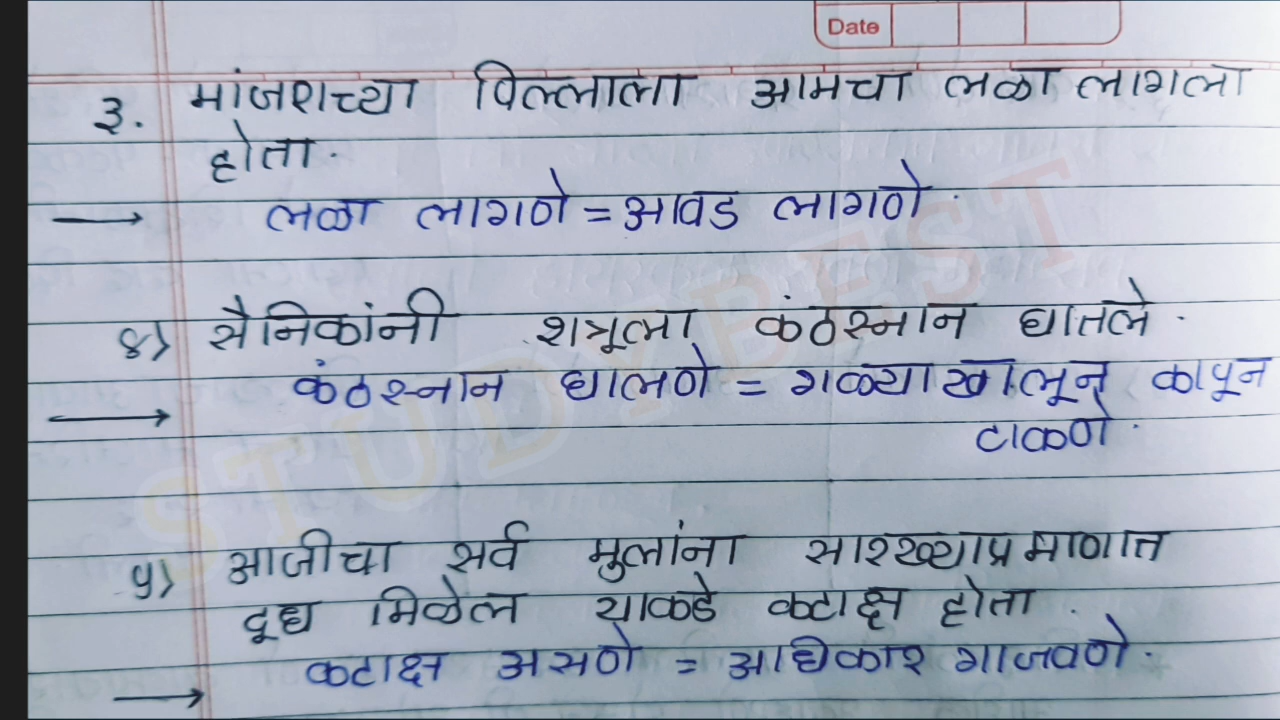 Date
३. मांजराच्या पिल्लाला आमचा लळा लागला
होता.
→ लळा लागणे = आवड लागणे.
४) सैनिकांनी शत्रूला कंठस्नान घातले.
→ कंठस्नान घालणे = गळ्याखालून कापून
टाकणे.
५) आजीचा सर्व मुलांना सारख्याप्रमाणात
दूध मिळेल याकडे कटाक्ष होता.
→ कटाक्ष असणे = अधिकार गाजवणे.
STUDYBEST